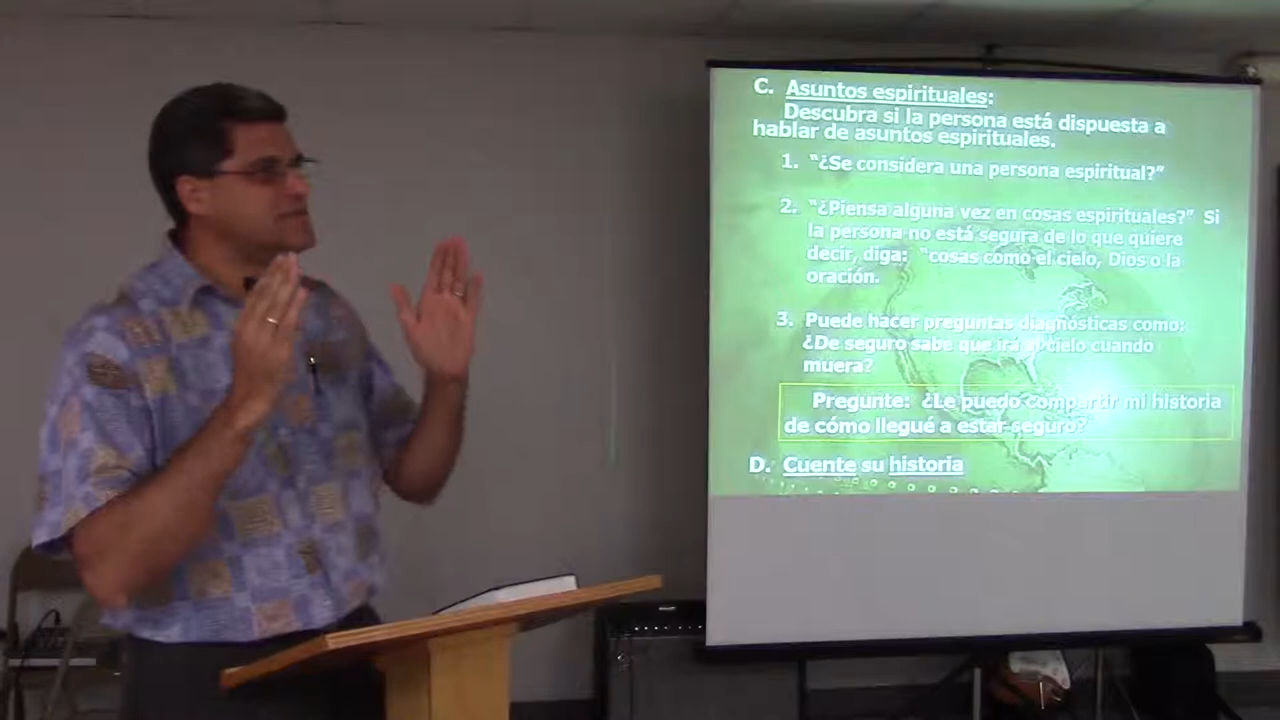 C. Asuntos espirituales:
Descubra si la persona está dispuesta a
hablar de asuntos espirituales.
1. "¿Se considera una persona espiritual?"
2. "¿Piensa alguna vez en cosas espirituales?" Si
la persona no está segura de lo que quiere
decir, diga: "cosas como el cielo, Dios o la
oración.
3. Puede hacer preguntas diagnósticas como:
¿De seguro sabe que irá al cielo cuando
muera?
Pregunte: ¿Le puedo compartir mi historia
de cómo llegué a estar seguro?
D. Cuente su historia